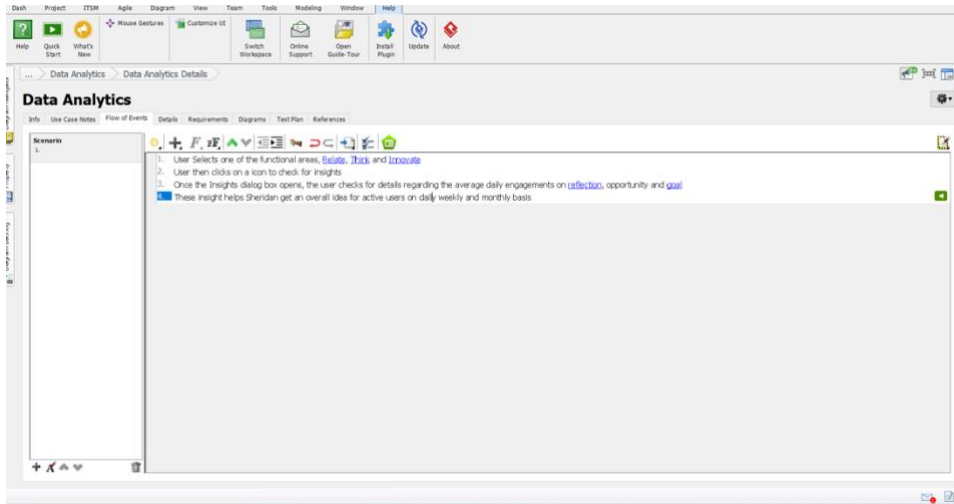 Dash Project ITSM Agile Diagram View Team Tools Modeling Window Help
Help
Quick Start
What's New
Mouse Gestures
Customize UI
Switch Workspace
Online Support
Open Guide-Tour
Install Plugin
Update
About
... Data Analytics Data Analytics Details
Data Analytics
Info Use Case Notes Flow of Events Details Requirements Diagrams Test Plan References
Scenario
1.
1. User Selects one of the functional areas, Relate, Think and Innovate
2. User then clicks on a icon to check for insights
3. Once the Insights dialog box opens, the user checks for details regarding the average daily engagements on reflection, opportunity and goal
4. These insight helps Sheridan get an overall idea for active users on daily weekly and monthly basis